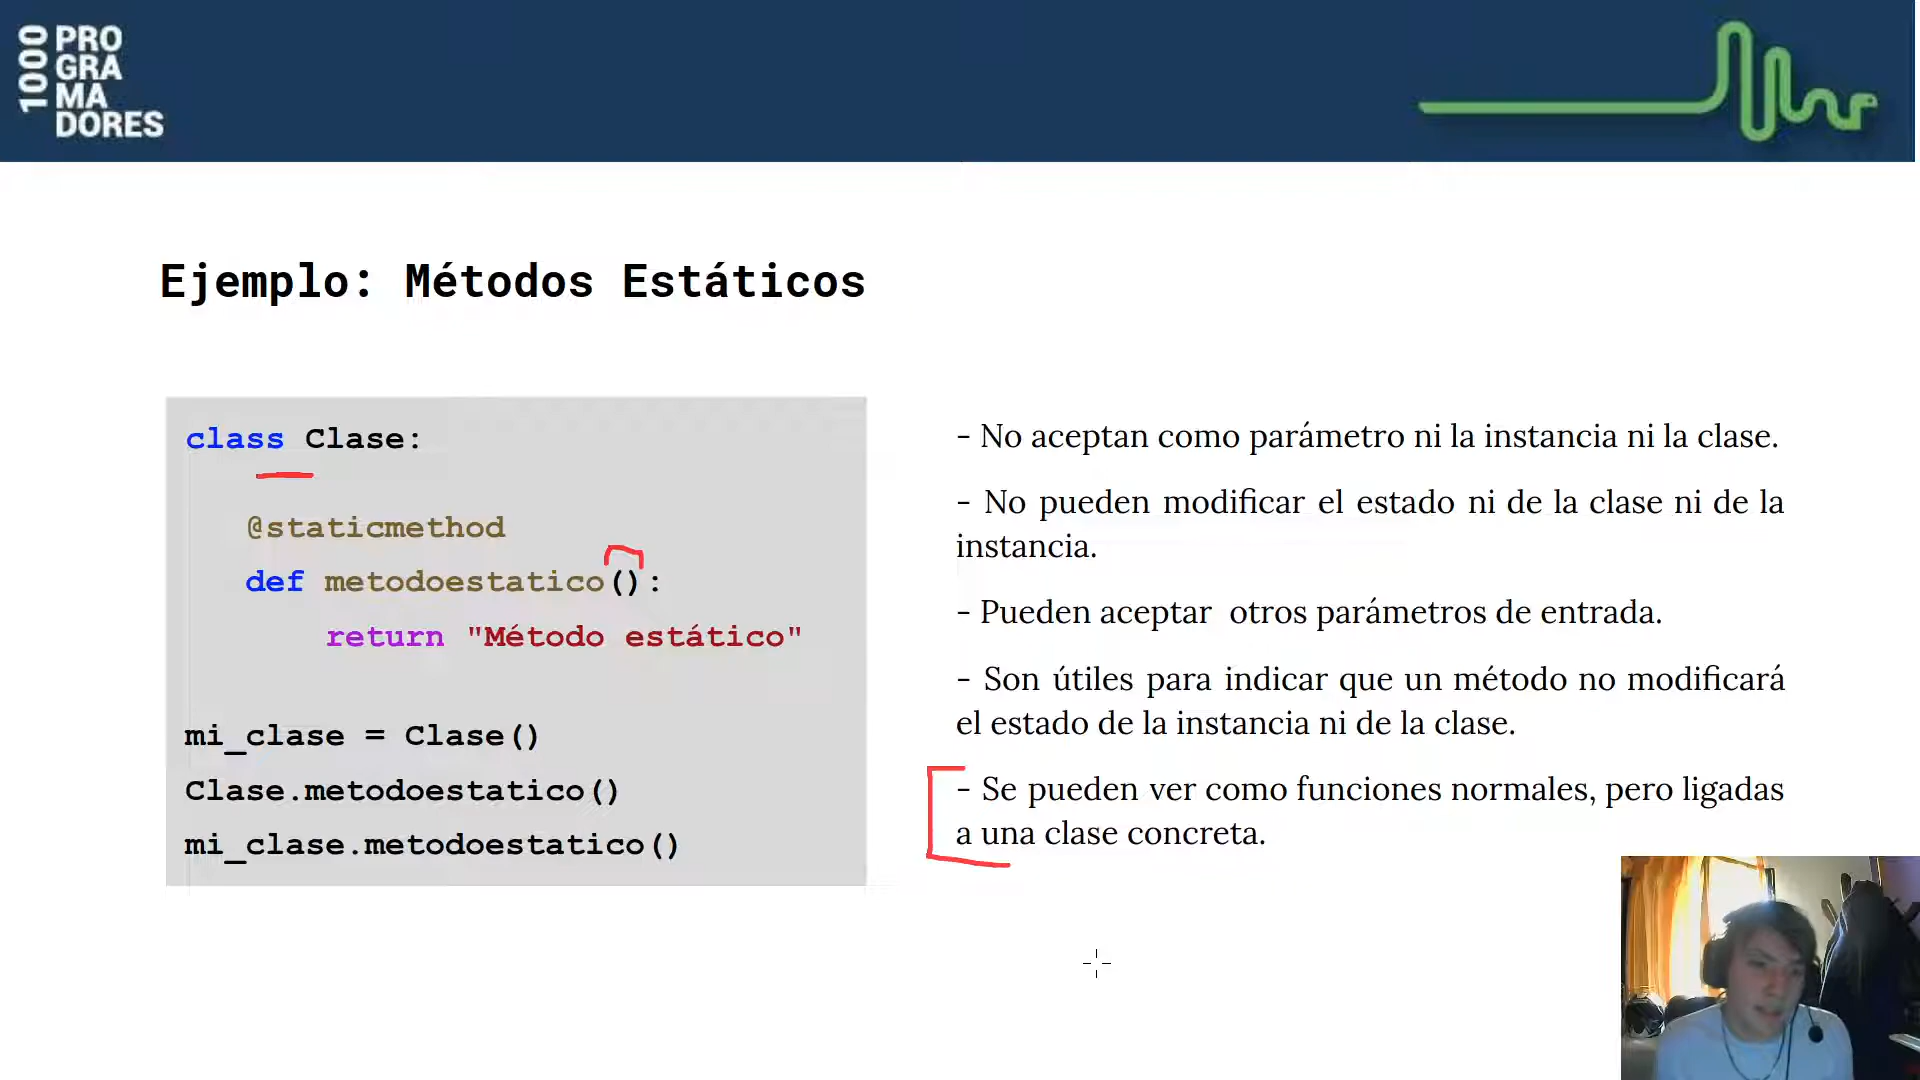 1000
PRO
GRA
MA
DORES
Ejemplo: Métodos Estáticos
class Clase:
@staticmethod
def metodoestatico():
return "Método estático"
mi_clase = Clase()
Clase.metodoestatico()
mi_clase.metodoestatico()
- No aceptan como parámetro ni la instancia ni la clase.
- No pueden modificar el estado ni de la clase ni de la
instancia.
- Pueden aceptar otros parámetros de entrada.
- Son útiles para indicar que un método no modificará
el estado de la instancia ni de la clase.
- Se pueden ver como funciones normales, pero ligadas
a una clase concreta.